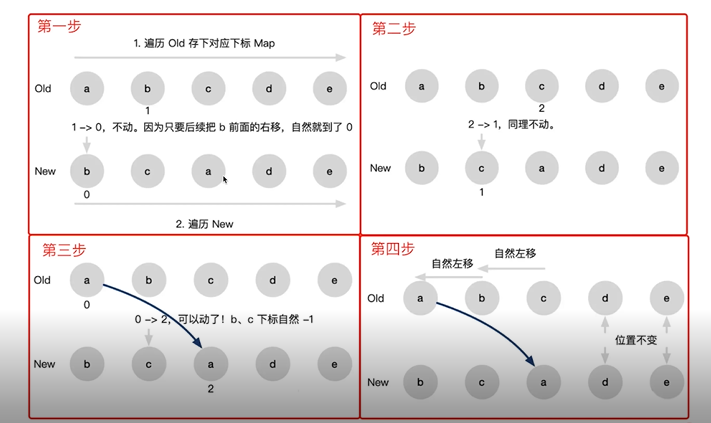 第一步
1. 遍历 Old 存下对应下标 Map
Old a b c d e
1
1 -> 0，不动。因为只要后续把 b 前面的右移，自然就到了 0
New b c a d e
0
2. 遍历 New
第二步
Old a b c d e
2
2 -> 1，同理不动。
New b c a d e
1
第三步
Old a b c d e
0
0 -> 2，可以动了！b、c 下标自然 -1
New b c a d e
2
第四步
自然左移
自然左移
Old a b c d e
位置不变
New b c a d e